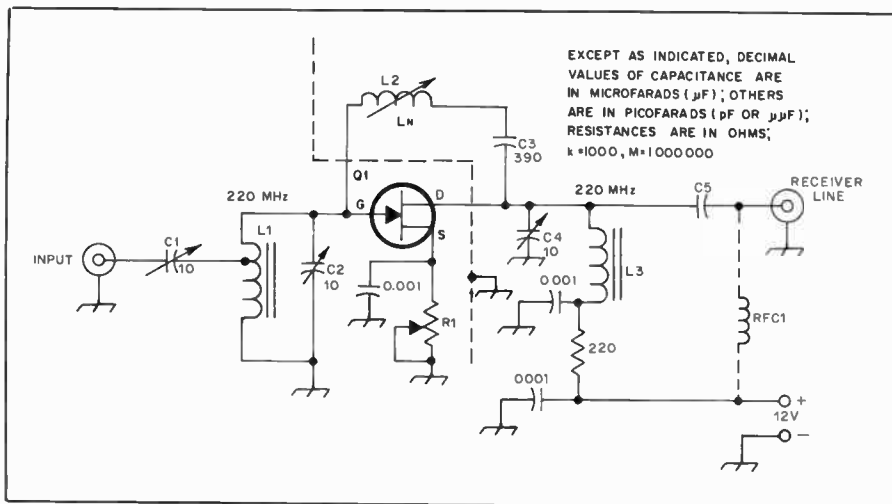 EXCEPT AS INDICATED, DECIMAL
VALUES OF CAPACITANCE ARE
IN MICROFARADS (µF); OTHERS
ARE IN PICOFARADS (pF OR µµF);
RESISTANCES ARE IN OHMS;
k=1000, M=1000000
L2
LN
C3
390
Q1
G
D
S
220 MHz
L1
INPUT
C1
10
C2
10
0.001
R1
C4
10
220 MHz
L3
0.001
220
0.001
C5
RECEIVER
LINE
RFC1
+
12V
-